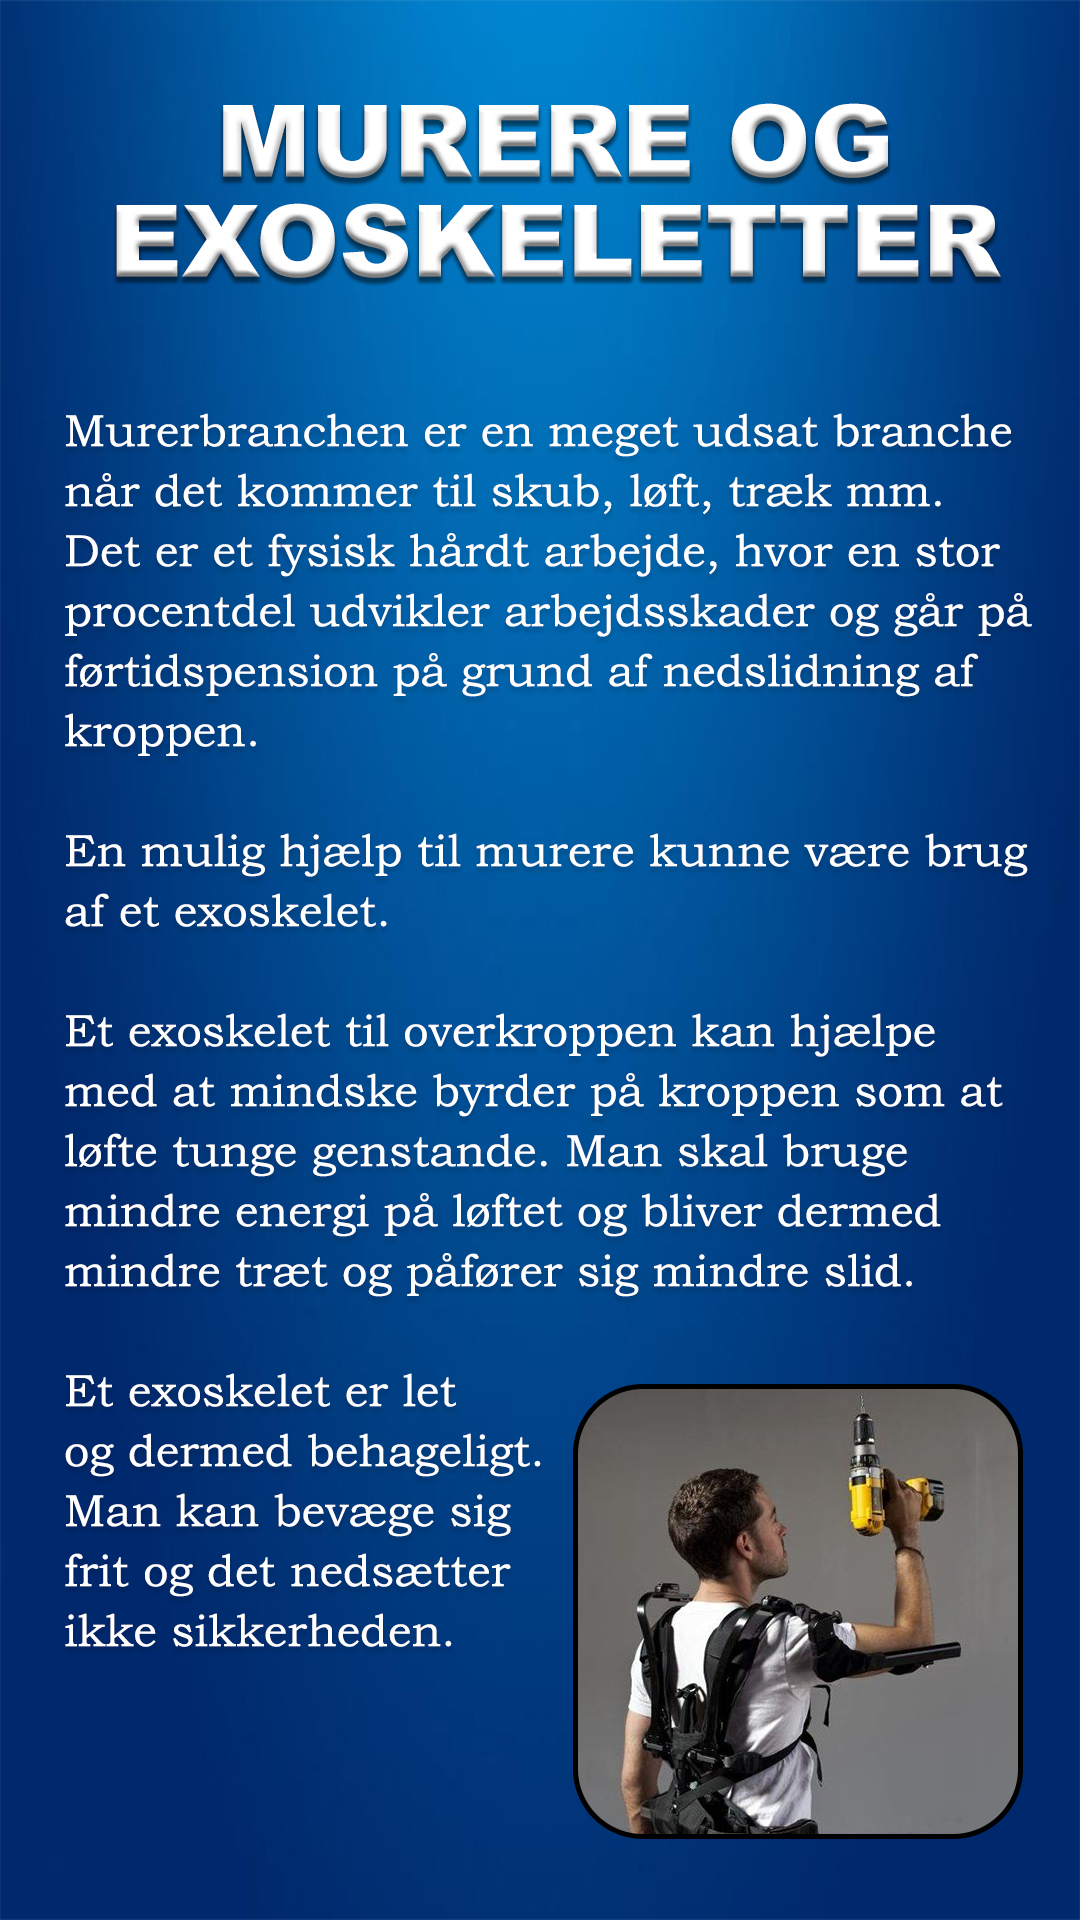 MURERE OG
EXOSKELETTER
Murerbranchen er en meget udsat branche
når det kommer til skub, løft, træk mm.
Det er et fysisk hårdt arbejde, hvor en stor
procentdel udvikler arbejdsskader og går på
førtidspension på grund af nedslidning af
kroppen.
En mulig hjælp til murere kunne være brug
af et exoskelet.
Et exoskelet til overkroppen kan hjælpe
med at mindske byrder på kroppen som at
løfte tunge genstande. Man skal bruge
mindre energi på løftet og bliver dermed
mindre træt og påfører sig mindre slid.
Et exoskelet er let
og dermed behageligt.
Man kan bevæge sig
frit og det nedsætter
ikke sikkerheden.